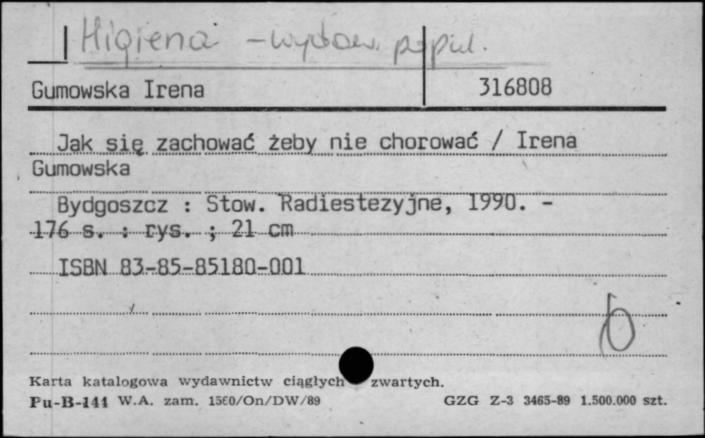 Higiena - wydaw. popul.
Gumowska Irena 316808
Jak się zachować żeby nie chorować / Irena
Gumowska
Bydgoszcz : Stow. Radiestezyjne, 1990. -
176 s. : rys. ; 21 cm
ISBN 83-85-85180-001
b
Karta katalogowa wydawnictw ciągłych zwartych.
Pu-B-141 W.A. zam. 1560/On/DW/89 GZG Z-3 3465-89 1.500.000 szt.